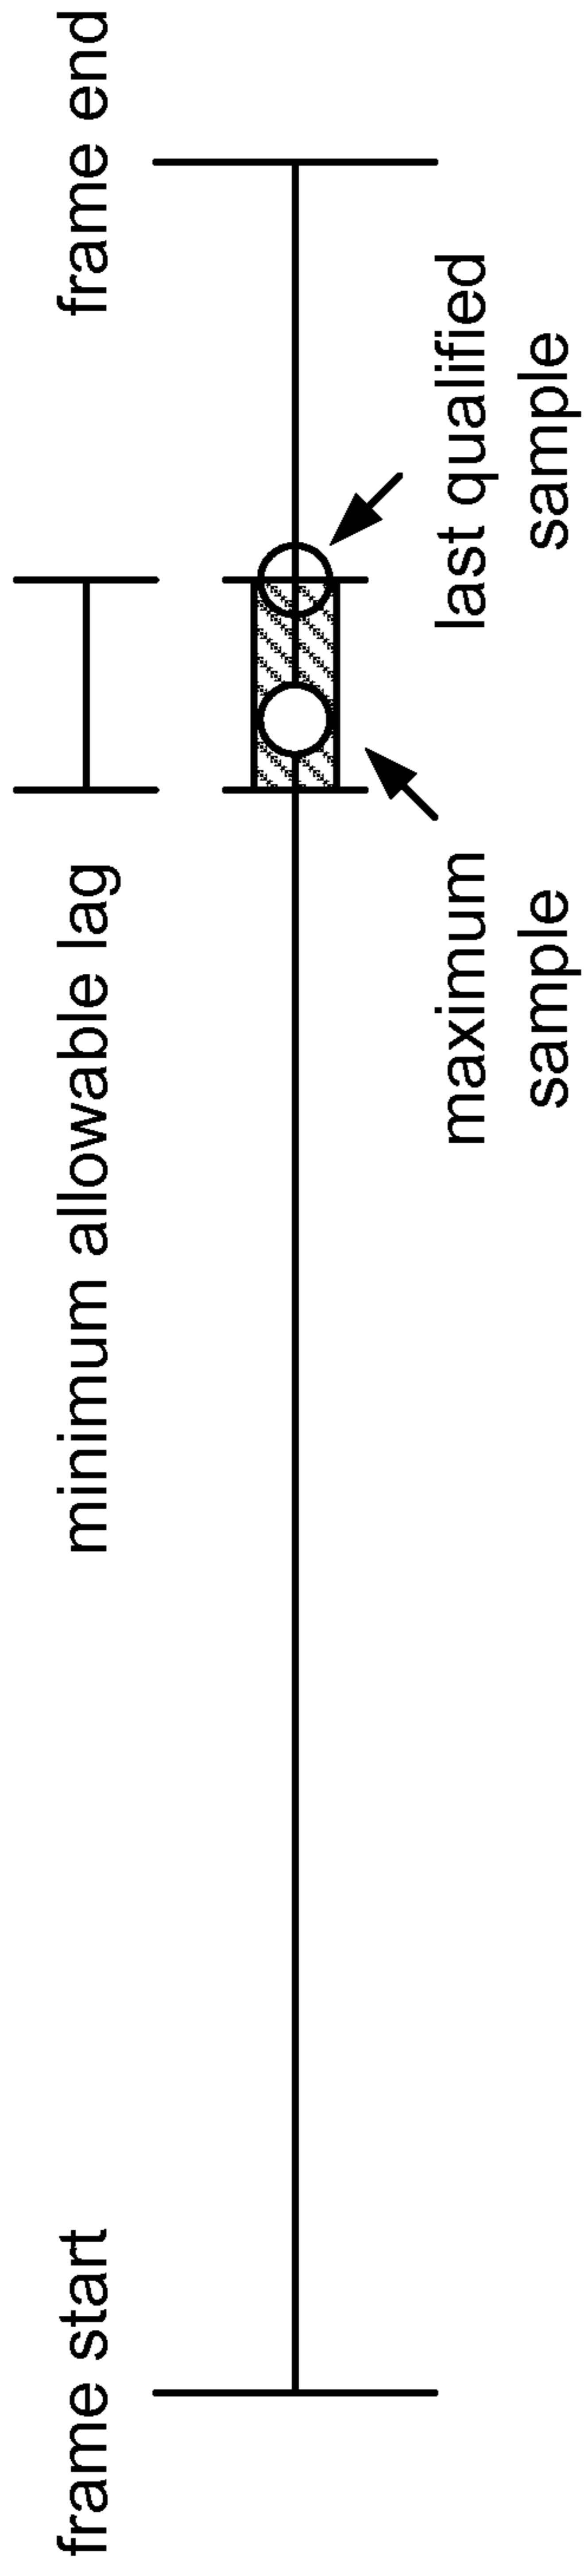 frame start
minimum allowable lag
frame end
maximum
sample
last qualified
sample